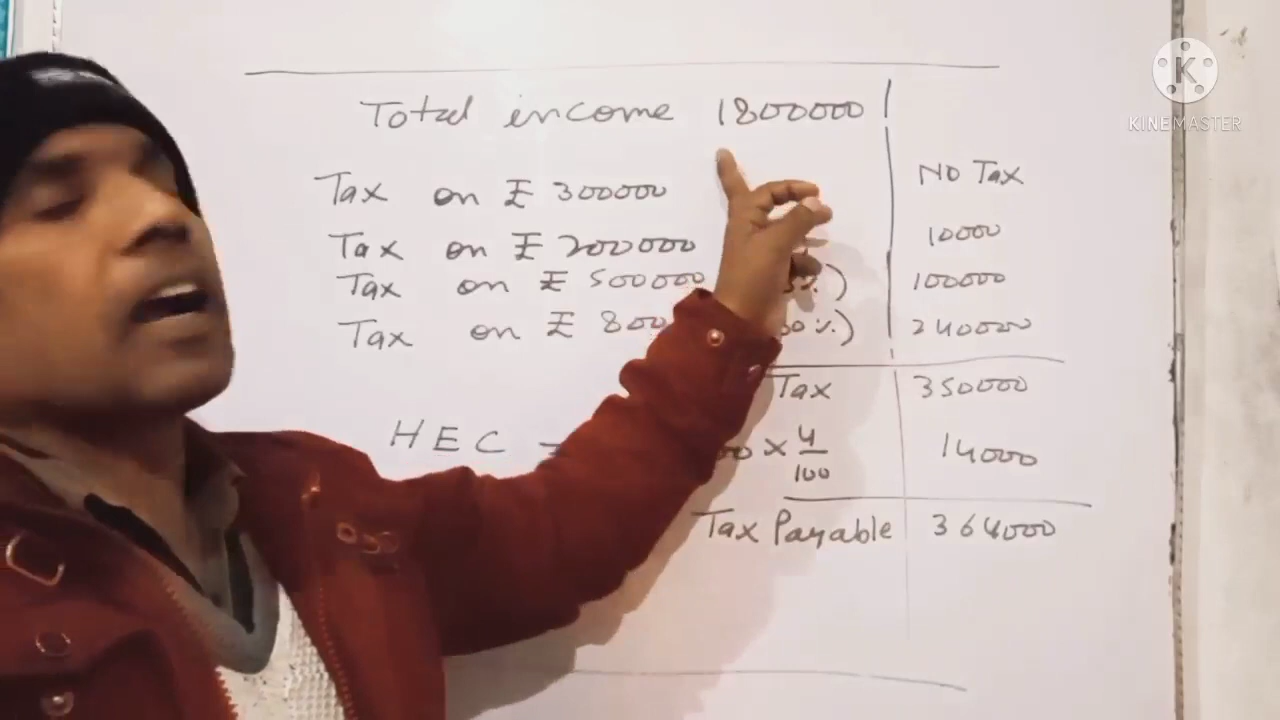 Total income 1800000
Tax on ₹ 300000 NO Tax
Tax on ₹ 200000 10000
Tax on ₹ 500000 %) 100000
Tax on ₹ 800 %) 240000
Tax 350000
HEC × 4/100 14000
Tax Payable 364000
K
KINEMASTER